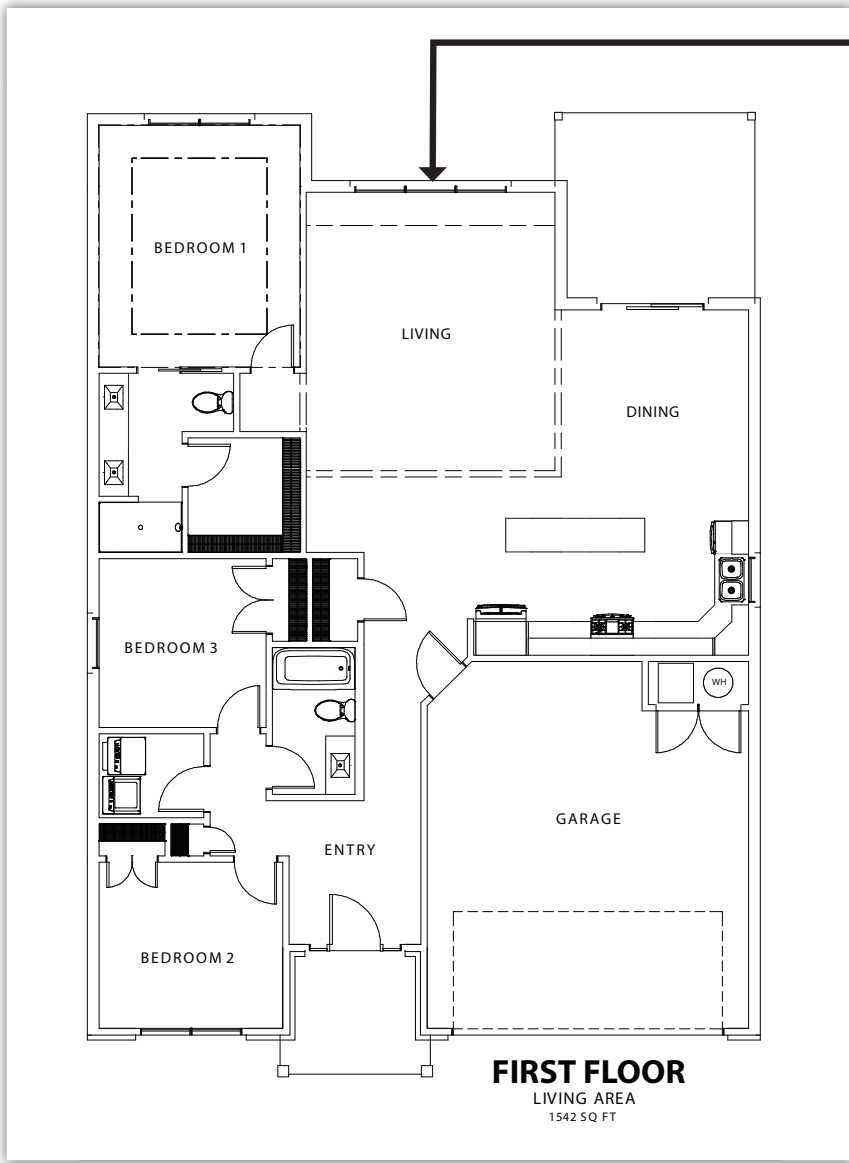 BEDROOM 1
LIVING
DINING
BEDROOM 3
WH
GARAGE
ENTRY
BEDROOM 2
FIRST FLOOR
LIVING AREA
1542 SQ FT